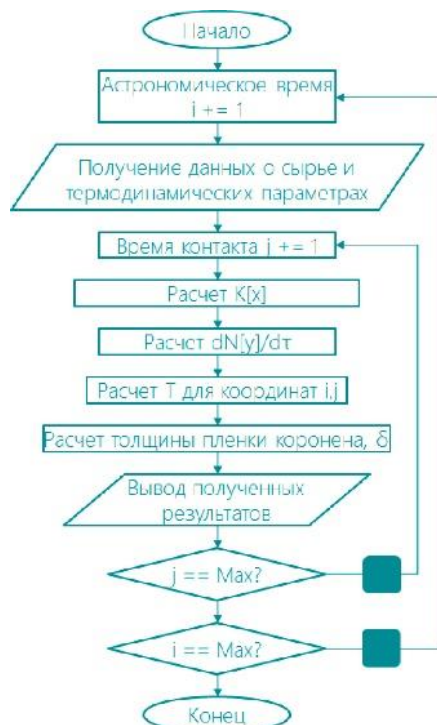 Начало
Астрономическое время
i += 1
Получение данных о сырье и
термодинамических параметрах
Время контакта j += 1
Расчет K[x]
Расчет dN[y]/dτ
Расчет T для координат i,j
Расчет толщины пленки коронена, δ
Вывод полученных
результатов
j == Max?
i == Max?
Конец